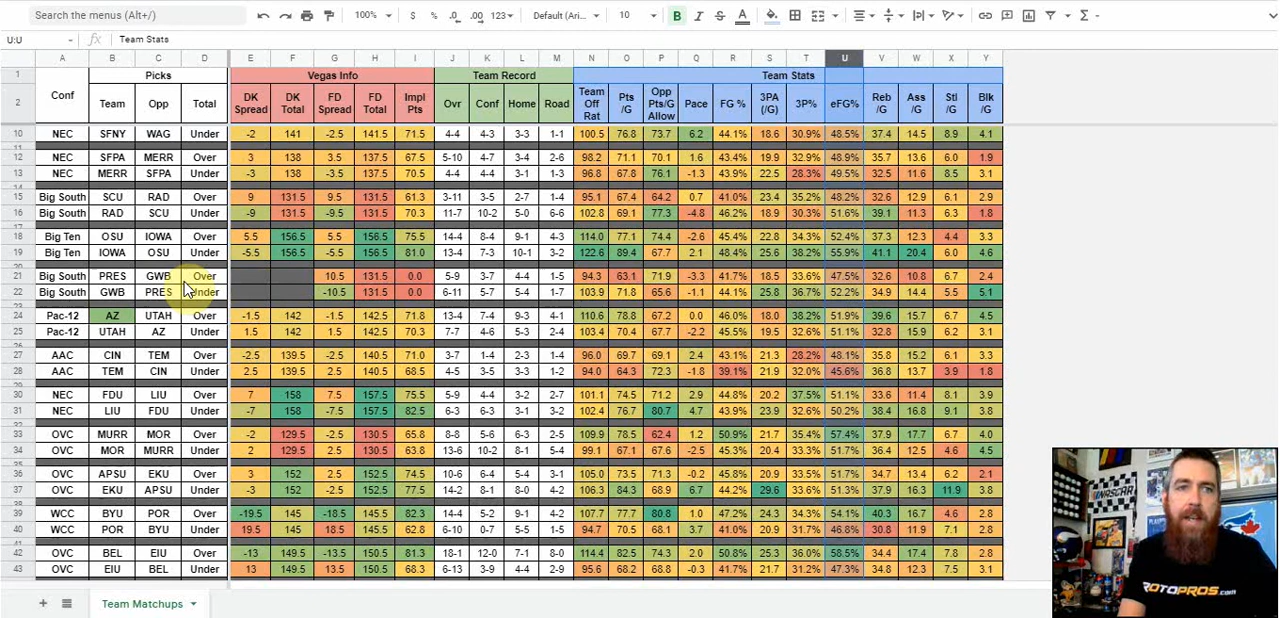 Search the menus (Alt+/)
100% $ % .0 .00 123 Default (Ari... 10 B I S A Σ
U:U fx Team Stats
A B C D E F G H I J K L M N O P Q R S T U V W X Y
1 Conf Picks Vegas Info Team Record Team Stats
2 Team Opp Total DK Spread DK Total FD Spread FD Total Impl Pts Ovr Conf Home Road Team Off Rat Pts /G Opp Pts/G Allow Pace FG % 3PA (/G) 3P% eFG% Reb /G Ass /G Stl /G Blk /G
10 NEC SFNY WAG Under -2 141 -2.5 141.5 71.5 4-4 4-3 3-3 1-1 100.5 76.8 73.7 6.2 44.1% 18.6 30.9% 48.5% 37.4 14.5 8.9 4.1
12 NEC SFPA MERR Over 3 138 3.5 137.5 67.5 5-10 4-7 3-4 2-6 98.2 71.1 70.1 1.6 43.4% 19.9 32.9% 48.9% 35.7 13.6 6.0 1.9
13 NEC MERR SFPA Under -3 138 -3.5 137.5 70.5 4-4 4-4 3-1 1-3 96.8 67.8 76.1 -1.3 43.9% 22.5 28.3% 49.5% 32.5 11.6 8.5 3.1
15 Big South SCU RAD Over 9 131.5 9.5 131.5 61.3 3-11 3-5 2-7 1-4 95.1 67.4 64.2 0.7 41.0% 23.4 35.2% 48.2% 32.6 12.9 6.1 2.9
16 Big South RAD SCU Under -9 131.5 -9.5 131.5 70.3 11-7 10-2 5-0 6-6 102.8 69.1 77.3 -4.8 46.2% 18.9 30.3% 51.6% 39.1 11.3 6.3 1.8
18 Big Ten OSU IOWA Over 5.5 156.5 5.5 156.5 75.5 14-4 8-4 9-1 4-3 114.0 77.1 74.4 -2.6 45.4% 22.8 34.3% 52.4% 37.3 12.3 4.4 3.3
19 Big Ten IOWA OSU Under -5.5 156.5 -5.5 156.5 81.0 13-4 7-3 10-1 3-2 122.6 89.4 67.7 2.1 48.4% 25.6 38.2% 55.9% 41.1 20.4 6.0 4.6
21 Big South PRES GWB Over 10.5 131.5 0.0 5-9 3-7 4-4 1-5 94.3 63.1 71.9 -3.3 41.7% 18.5 33.6% 47.5% 32.6 10.8 6.7 2.4
22 Big South GWB PRES Under -10.5 131.5 0.0 6-11 5-7 5-4 1-7 103.9 71.8 65.6 -1.1 44.1% 25.8 36.7% 52.2% 34.9 14.4 5.5 5.1
24 Pac-12 AZ UTAH Over -1.5 142 -1.5 142.5 71.8 13-4 7-4 9-3 4-1 110.6 78.8 67.2 0.0 46.0% 18.0 38.2% 51.9% 39.6 15.7 6.7 4.5
25 Pac-12 UTAH AZ Under 1.5 142 1.5 142.5 70.3 7-7 4-6 5-3 2-4 103.4 70.4 67.7 -2.2 45.5% 19.5 32.6% 51.1% 32.8 15.9 6.2 3.1
27 AAC CIN TEM Over -2.5 139.5 -2.5 140.5 71.0 3-7 1-4 2-3 1-4 96.0 69.7 69.1 2.4 43.1% 21.3 28.2% 48.1% 35.8 15.2 6.1 3.3
28 AAC TEM CIN Under 2.5 139.5 2.5 140.5 68.5 4-5 3-5 3-3 1-2 94.0 64.3 72.3 -1.8 39.1% 21.9 32.0% 45.6% 36.8 13.7 3.9 1.8
30 NEC FDU LIU Over 7 158 7.5 157.5 75.5 5-9 4-4 3-2 2-7 101.1 74.5 71.2 2.9 44.8% 20.2 37.5% 51.1% 33.6 11.4 8.1 3.9
31 NEC LIU FDU Under -7 158 -7.5 157.5 82.5 6-3 6-3 3-1 3-2 102.4 76.7 80.7 4.7 43.9% 23.9 32.6% 50.2% 38.4 16.8 9.1 3.8
33 OVC MURR MOR Over -2 129.5 -2 130.5 65.8 8-8 5-6 6-3 2-5 109.9 78.5 62.4 1.2 50.9% 21.7 35.4% 57.4% 37.9 17.7 6.7 4.0
34 OVC MOR MURR Under 2 129.5 2 130.5 63.8 13-6 10-2 8-1 5-4 99.1 67.1 67.6 -2.5 45.3% 20.4 33.3% 51.7% 36.4 12.6 4.6 4.5
36 OVC APSU EKU Over 3 152 2.5 152.5 74.5 10-6 6-4 5-4 3-1 105.0 73.5 71.3 -0.2 45.8% 20.9 33.5% 51.7% 34.7 13.4 6.2 2.1
37 OVC EKU APSU Under -3 152 -2.5 152.5 77.5 14-2 8-1 8-0 4-2 106.3 84.3 68.9 6.7 44.2% 29.6 33.6% 51.3% 37.9 16.3 11.9 3.8
39 WCC BYU POR Over -19.5 145 -18.5 145.5 82.3 14-4 5-2 9-1 4-2 107.7 77.7 80.8 1.0 47.2% 24.3 34.3% 54.1% 40.3 16.7 4.6 2.8
40 WCC POR BYU Under 19.5 145 18.5 145.5 62.8 6-10 0-7 5-5 1-5 94.7 70.5 68.1 3.7 41.0% 20.9 31.7% 46.8% 30.8 11.9 7.1 2.8
42 OVC BEL EIU Over -13 149.5 -13.5 150.5 81.3 18-1 12-0 7-1 8-0 114.4 82.5 74.3 2.0 50.8% 25.3 36.0% 58.5% 34.4 17.4 7.8 2.8
43 OVC EIU BEL Under 13 149.5 13.5 150.5 68.3 6-13 3-9 4-4 2-9 95.6 68.2 68.8 -0.3 41.7% 21.7 31.2% 47.3% 34.8 12.3 7.5 3.1
Team Matchups
NASCAR
ROTOPROS.com